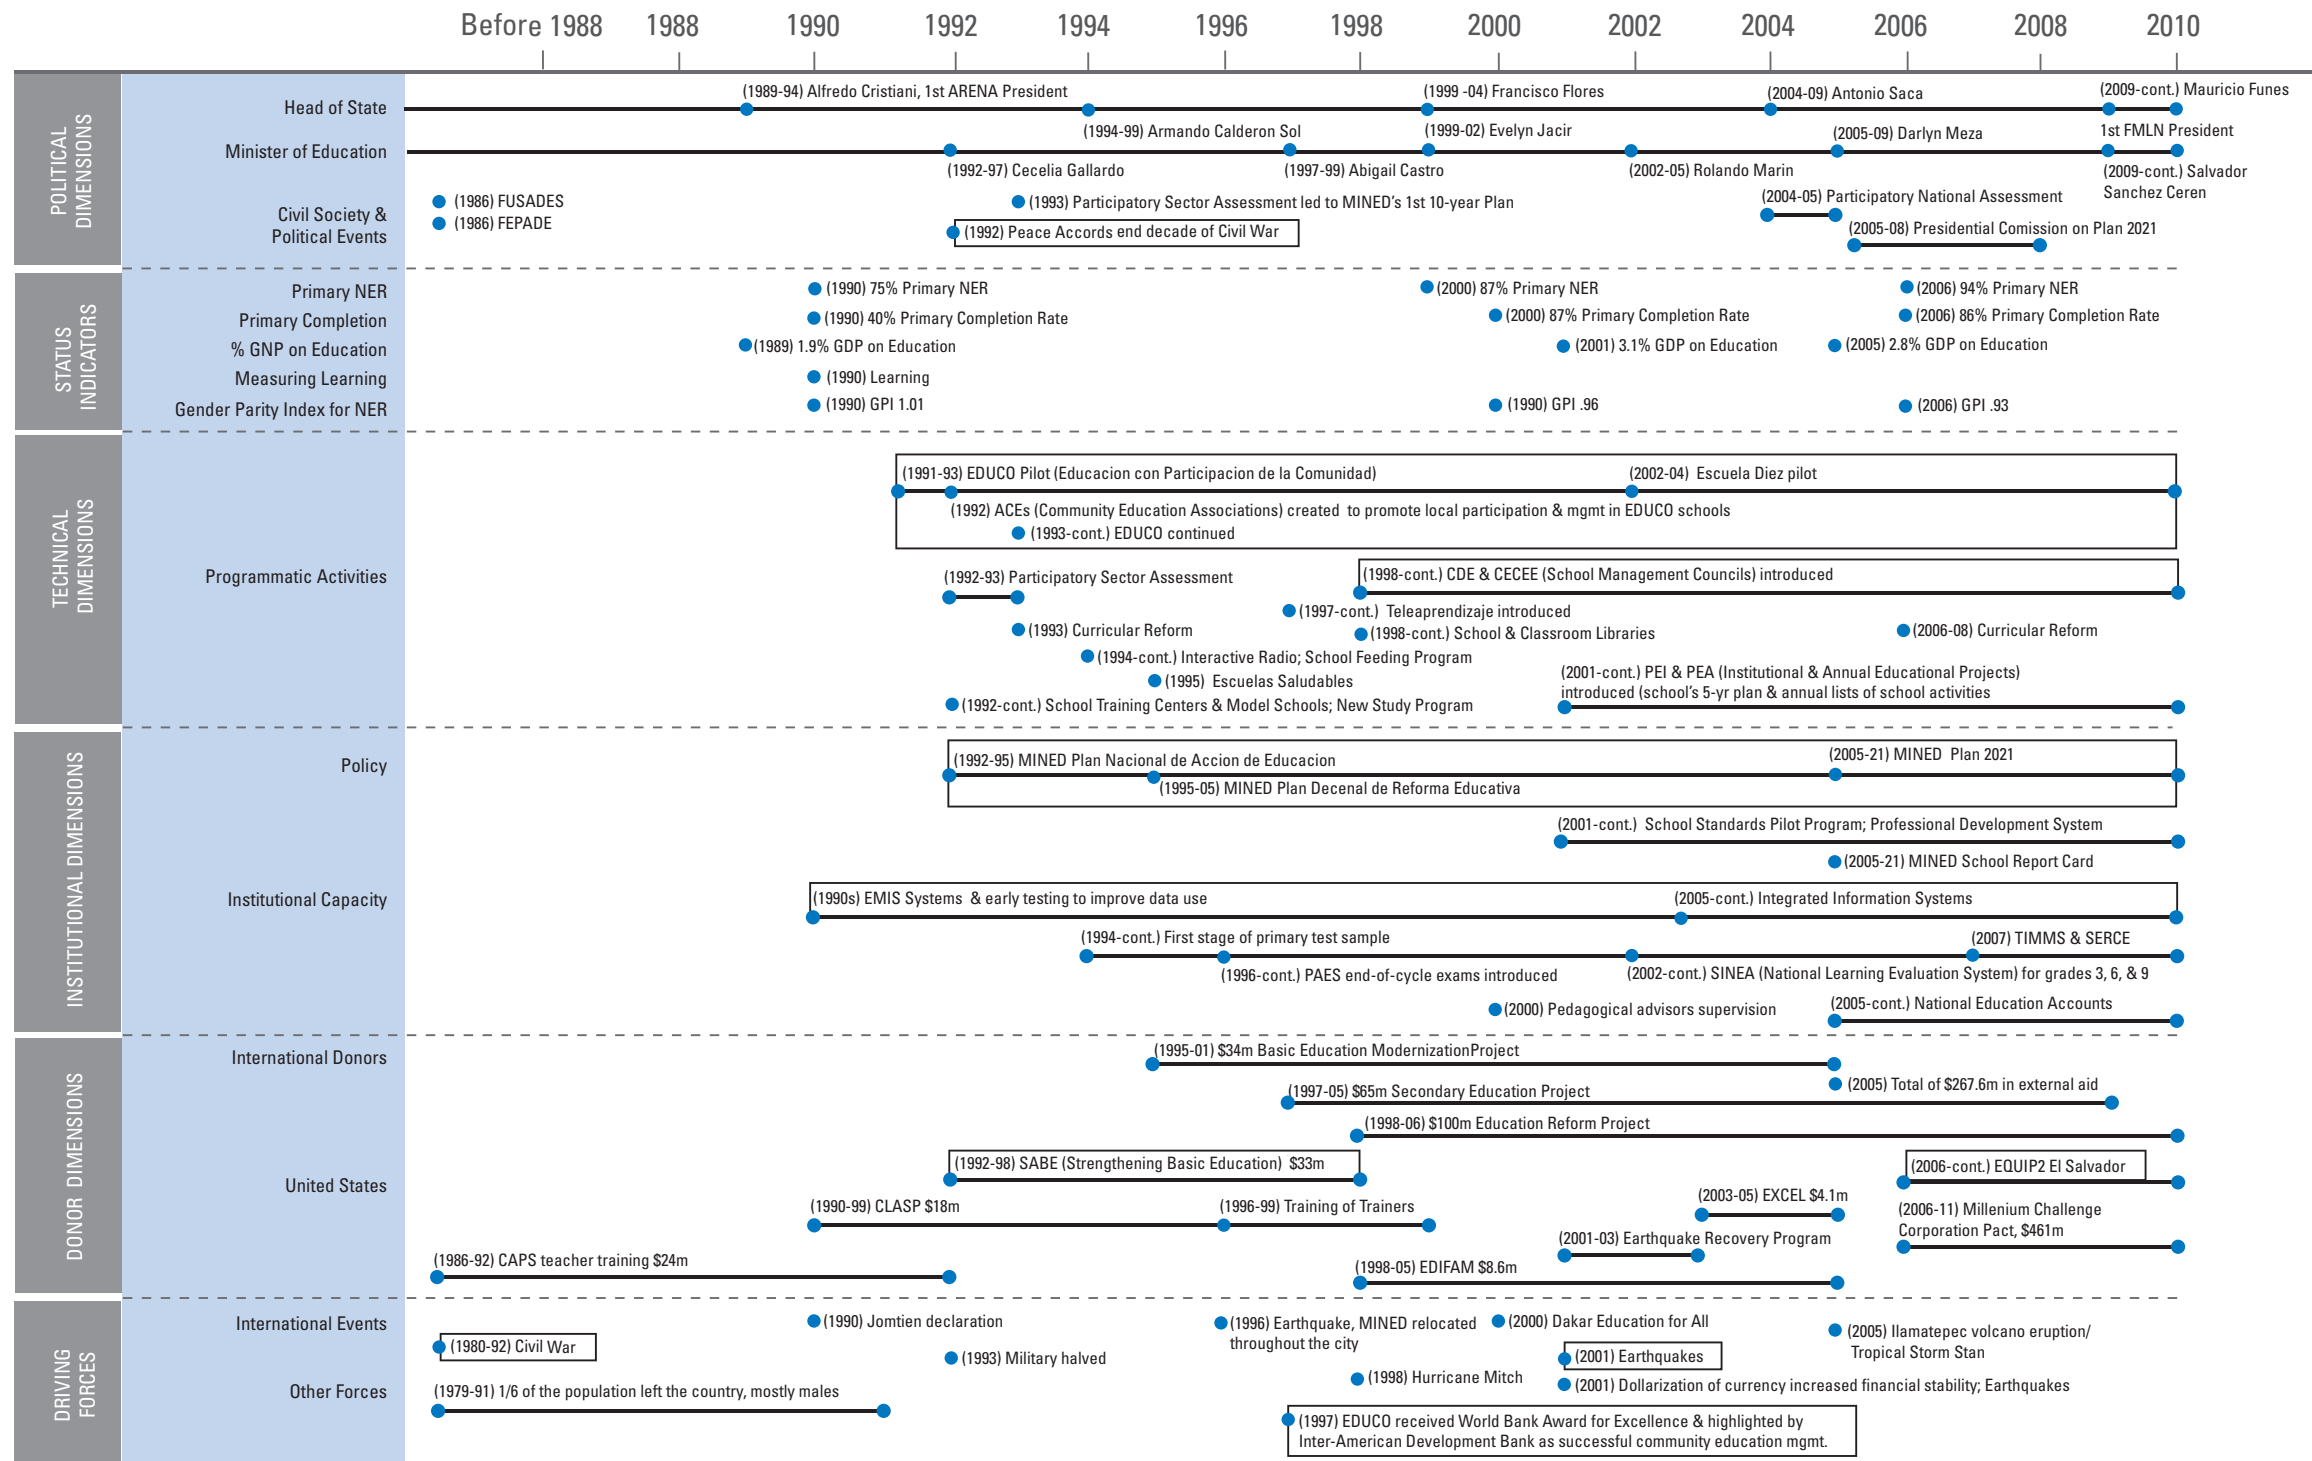 Before 1988 1988 1990 1992 1994 1996 1998 2000 2002 2004 2006 2008 2010
POLITICAL
DIMENSIONS
Head of State
(1989-94) Alfredo Cristiani, 1st ARENA President
(1999 -04) Francisco Flores
(2004-09) Antonio Saca
(2009-cont.) Mauricio Funes
(1994-99) Armando Calderon Sol
1st FMLN President
Minister of Education
(1999-02) Evelyn Jacir
(2005-09) Darlyn Meza
(1992-97) Cecelia Gallardo
(1997-99) Abigail Castro
(2002-05) Rolando Marin
(2009-cont.) Salvador
Sanchez Ceren
Civil Society &
Political Events
(1986) FUSADES
(1986) FEPADE
(1993) Participatory Sector Assessment led to MINED's 1st 10-year Plan
(1992) Peace Accords end decade of Civil War
(2004-05) Participatory National Assessment
(2005-08) Presidential Comission on Plan 2021
STATUS
INDICATORS
Primary NER
(1990) 75% Primary NER
(2000) 87% Primary NER
(2006) 94% Primary NER
Primary Completion
(1990) 40% Primary Completion Rate
(2000) 87% Primary Completion Rate
(2006) 86% Primary Completion Rate
% GNP on Education
(1989) 1.9% GDP on Education
(2001) 3.1% GDP on Education
(2005) 2.8% GDP on Education
Measuring Learning
(1990) Learning
Gender Parity Index for NER
(1990) GPI 1.01
(1990) GPI .96
(2006) GPI .93
TECHNICAL
DIMENSIONS
Programmatic Activities
(1991-93) EDUCO Pilot (Educacion con Participacion de la Comunidad)
(2002-04) Escuela Diez pilot
(1992) ACEs (Community Education Associations) created to promote local participation & mgmt in EDUCO schools
(1993-cont.) EDUCO continued
(1992-93) Participatory Sector Assessment
(1998-cont.) CDE & CECEE (School Management Councils) introduced
(1997-cont.) Teleaprendizaje introduced
(1993) Curricular Reform
(1998-cont.) School & Classroom Libraries
(2006-08) Curricular Reform
(1994-cont.) Interactive Radio; School Feeding Program
(1995) Escuelas Saludables
(2001-cont.) PEI & PEA (Institutional & Annual Educational Projects)
introduced (school's 5-yr plan & annual lists of school activities
(1992-cont.) School Training Centers & Model Schools; New Study Program
INSTITUTIONAL DIMENSIONS
Policy
(1992-95) MINED Plan Nacional de Accion de Educacion
(2005-21) MINED Plan 2021
(1995-05) MINED Plan Decenal de Reforma Educativa
(2001-cont.) School Standards Pilot Program; Professional Development System
(2005-21) MINED School Report Card
Institutional Capacity
(1990s) EMIS Systems & early testing to improve data use
(2005-cont.) Integrated Information Systems
(1994-cont.) First stage of primary test sample
(2007) TIMMS & SERCE
(1996-cont.) PAES end-of-cycle exams introduced
(2002-cont.) SINEA (National Learning Evaluation System) for grades 3, 6, & 9
(2000) Pedagogical advisors supervision
(2005-cont.) National Education Accounts
DONOR DIMENSIONS
International Donors
(1995-01) $34m Basic Education ModernizationProject
(2005) Total of $267.6m in external aid
(1997-05) $65m Secondary Education Project
(1998-06) $100m Education Reform Project
United States
(1992-98) SABE (Strengthening Basic Education) $33m
(2006-cont.) EQUIP2 El Salvador
(1990-99) CLASP $18m
(1996-99) Training of Trainers
(2003-05) EXCEL $4.1m
(2006-11) Millenium Challenge
Corporation Pact, $461m
(2001-03) Earthquake Recovery Program
(1986-92) CAPS teacher training $24m
(1998-05) EDIFAM $8.6m
DRIVING
FORCES
International Events
(1990) Jomtien declaration
(1996) Earthquake, MINED relocated
throughout the city
(2000) Dakar Education for All
(2005) Ilamatepec volcano eruption/
Tropical Storm Stan
(1980-92) Civil War
(1993) Military halved
(2001) Earthquakes
(1998) Hurricane Mitch
Other Forces
(1979-91) 1/6 of the population left the country, mostly males
(2001) Dollarization of currency increased financial stability; Earthquakes
(1997) EDUCO received World Bank Award for Excellence & highlighted by
Inter-American Development Bank as successful community education mgmt.